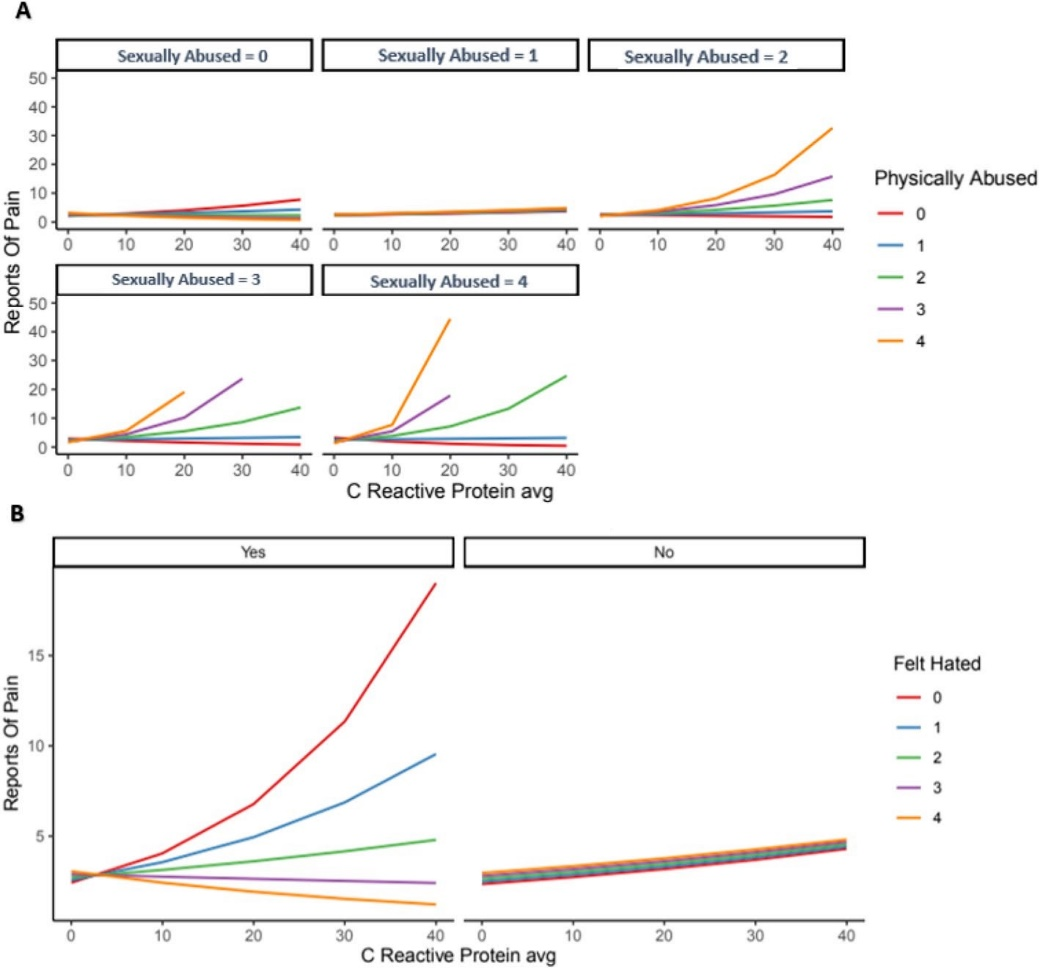 A
Sexually Abused = 0
Sexually Abused = 1
Sexually Abused = 2
50
40
30
20
10
0
0 10 20 30 40
0 10 20 30 40
0 10 20 30 40
Reports Of Pain
Physically Abused
0
1
2
3
4
Sexually Abused = 3
Sexually Abused = 4
50
40
30
20
10
0
0 10 20 30 40
0 10 20 30 40
C Reactive Protein avg
B
Yes
No
15
10
5
Reports Of Pain
0 10 20 30 40
0 10 20 30 40
C Reactive Protein avg
Felt Hated
0
1
2
3
4